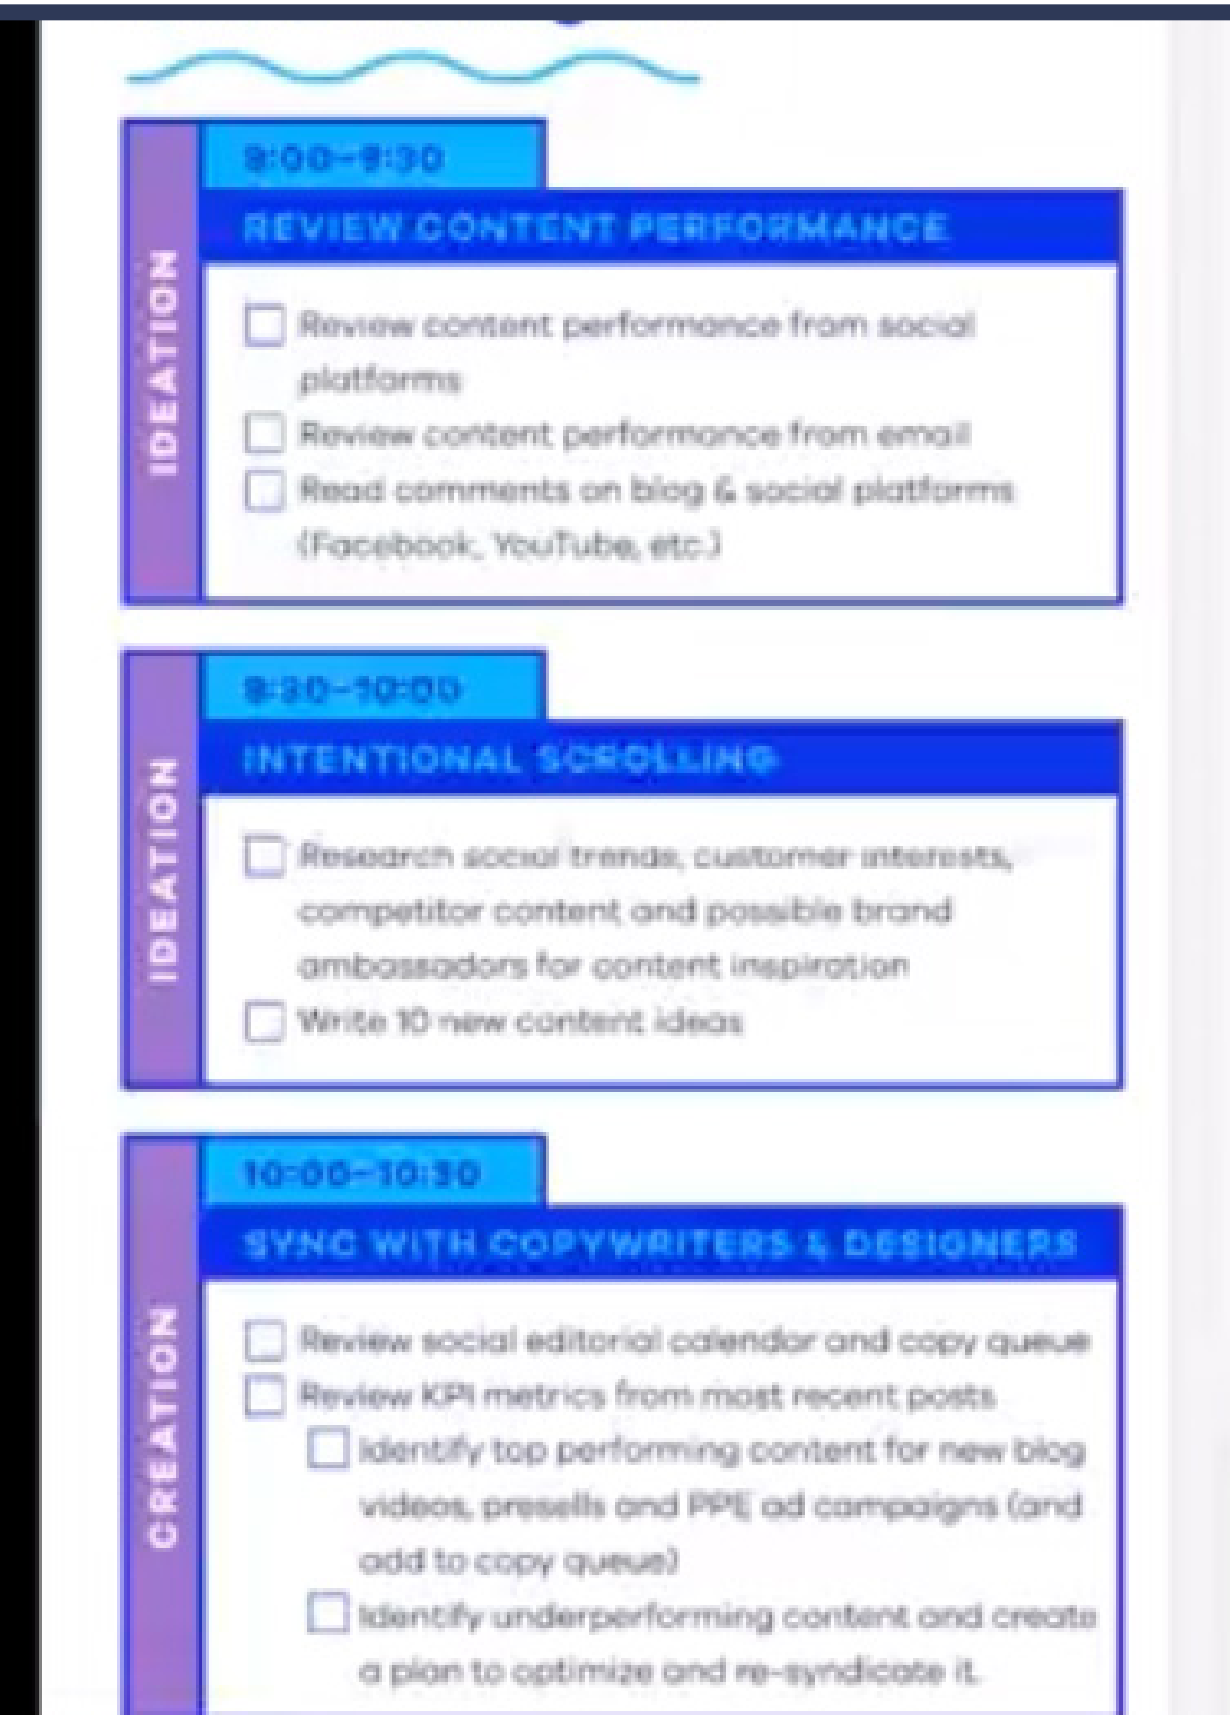 IDEATION
9:00–9:30
REVIEW CONTENT PERFORMANCE
Review content performance from social
platforms
Review content performance from email
Read comments on blog & social platforms
(Facebook, YouTube, etc.)
IDEATION
9:30–10:00
INTENTIONAL SCROLLING
Research social trends, customer interests,
competitor content and possible brand
ambassadors for content inspiration
Write 10 new content ideas
CREATION
10:00–10:30
SYNC WITH COPYWRITERS & DESIGNERS
Review social editorial calendar and copy queue
Review KPI metrics from most recent posts
Identify top performing content for new blog
videos, presells and PPE ad campaigns (and
add to copy queue)
Identify underperforming content and create
a plan to optimize and re-syndicate it.